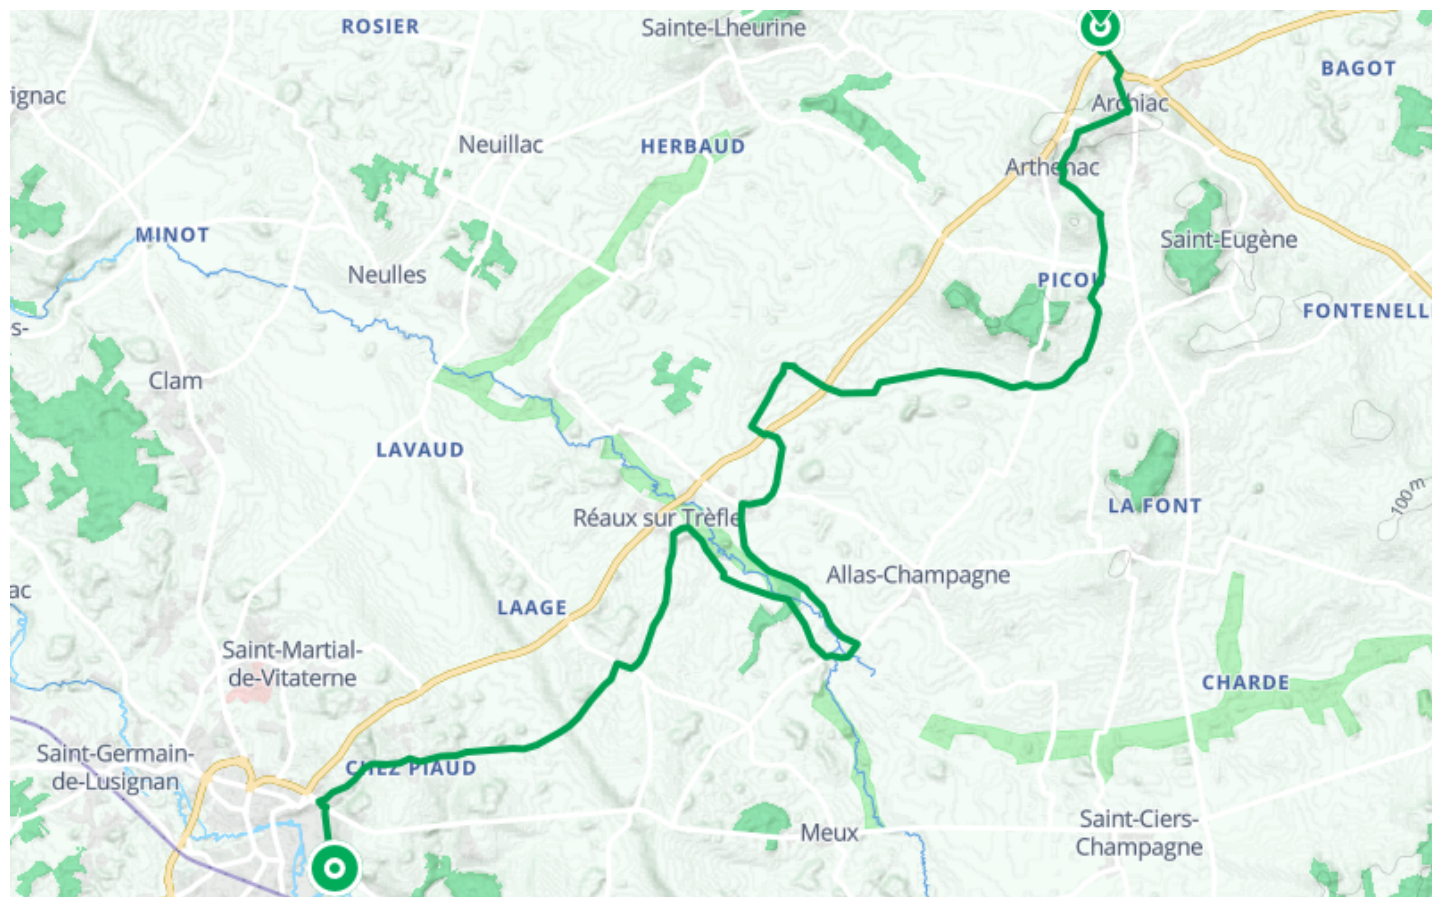 ROSIER
Sainte-Lheurine
BAGOT
ignac
Archiac
Neuillac
HERBAUD
Arthenac
MINOT
Saint-Eugène
Neulles
PICOU
FONTENELL
s-
Clam
LAVAUD
100 m
LA FONT
Réaux sur Trèfle
Allas-Champagne
ac
LAAGE
Saint-Martial-
de-Vitaterne
CHARDE
Saint-Germain-
de-Lusignan
CHEZ PIAUD
Saint-Ciers-
Champagne
Meux